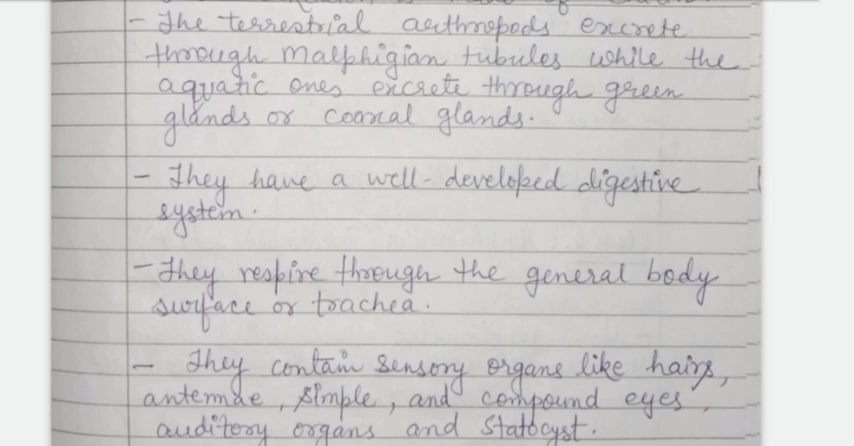 - The terrestrial arthropods excrete
through malphigian tubules while the
aquatic ones excrete through green
glands or coaxal glands.
- They have a well-developed digestive
system.
- They respire through the general body
surface or trachea.
- They contain sensory organs like hairs,
antennae, simple, and compound eyes,
auditory organs and statocyst.